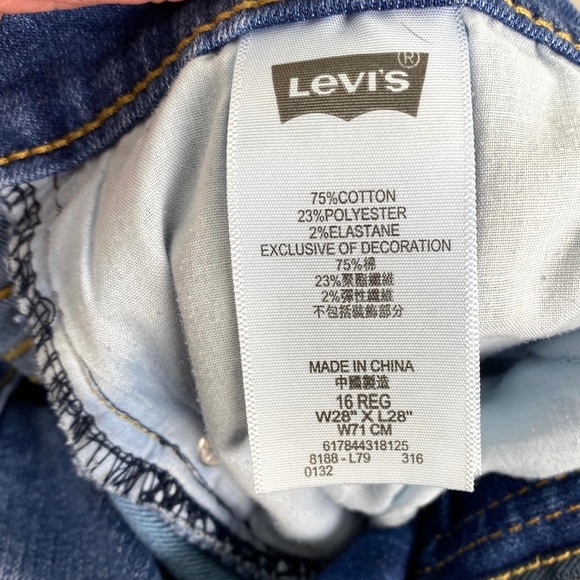 LEVI'S®
75%COTTON
23%POLYESTER
2%ELASTANE
EXCLUSIVE OF DECORATION
75%棉
23%聚酯纖維
2%彈性纖維
不包括裝飾部分
MADE IN CHINA
中國製造
16 REG
W28" X L28"
W71 CM
617844318125
8188 - L79 316
0132